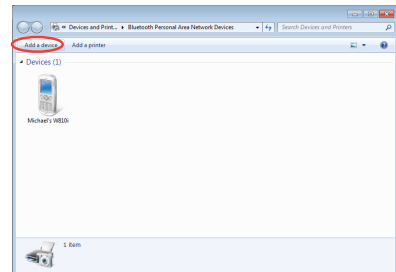 « Devices and Print... ▸ Bluetooth Personal Area Network Devices
Search Devices and Printers
Add a device Add a printer
Devices (1)
Michael's W810i
1 item